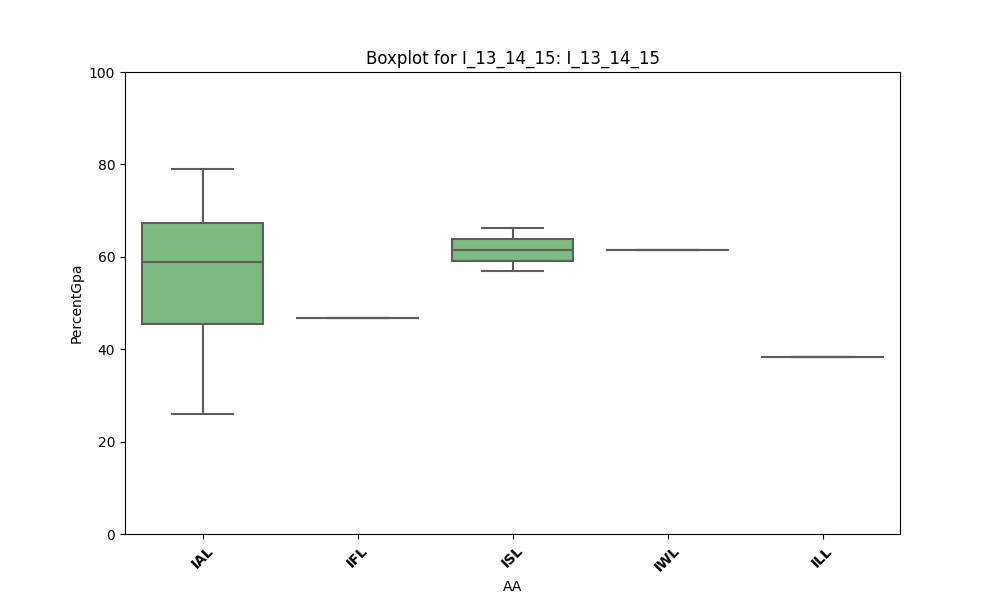 Boxplot for I_13_14_15: I_13_14_15
100
80
60
40
20
0
PercentGpa
IAL
IFL
ISL
IWL
ILL
AA